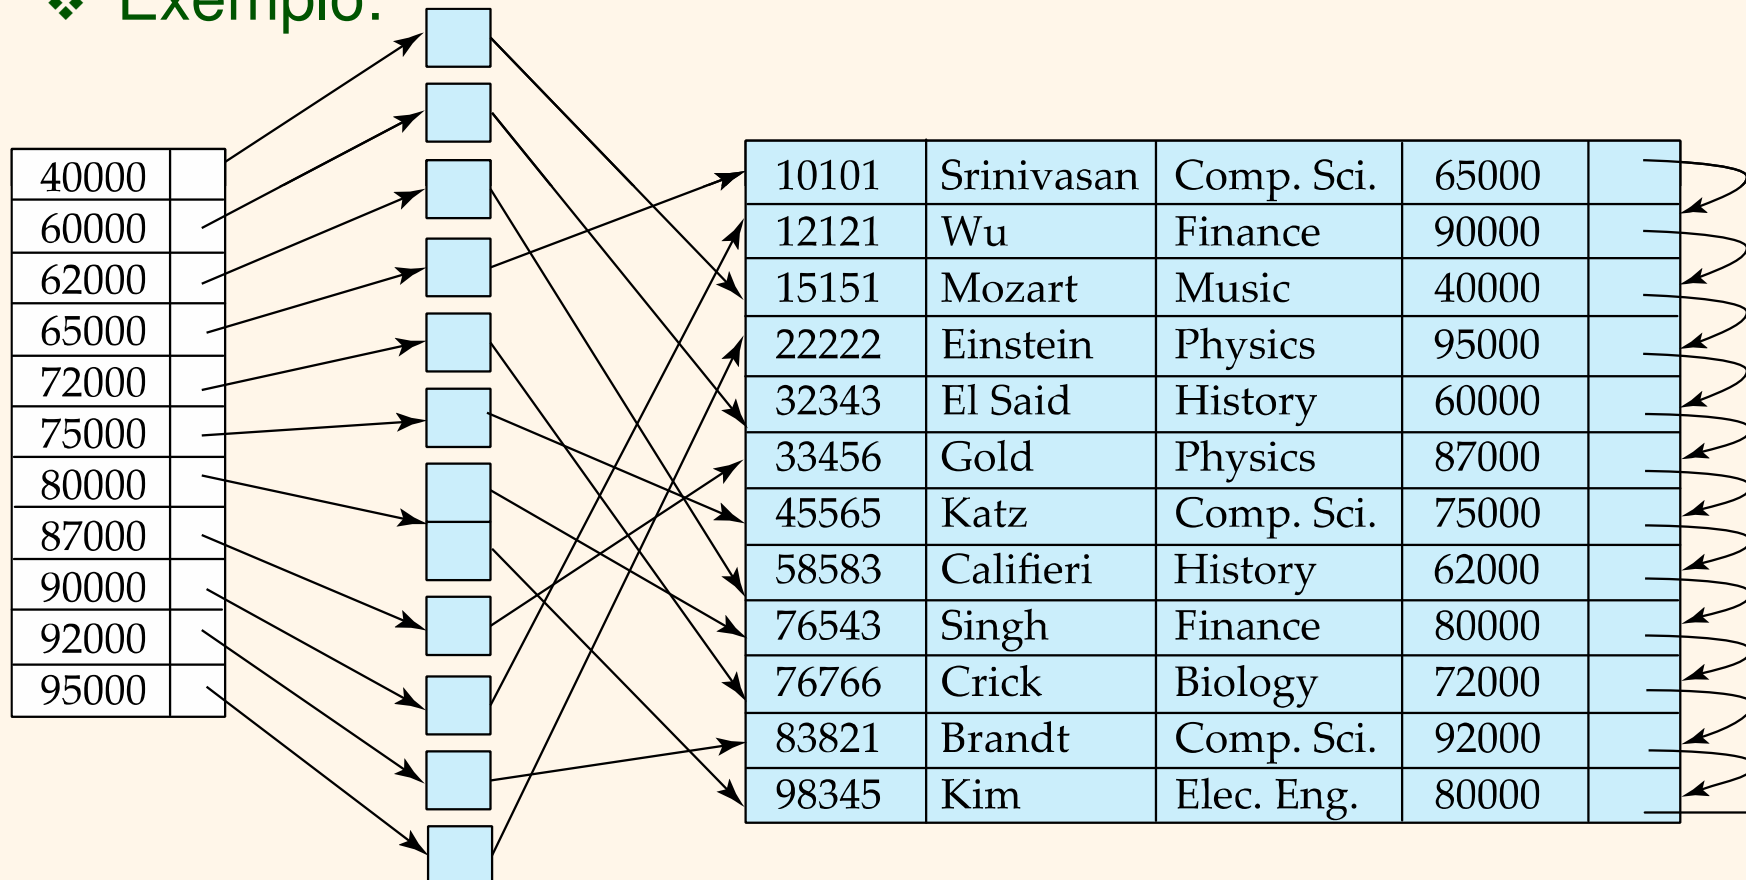 ❖ Exemplo:
40000
60000
62000
65000
72000
75000
80000
87000
90000
92000
95000
10101 Srinivasan Comp. Sci. 65000
12121 Wu Finance 90000
15151 Mozart Music 40000
22222 Einstein Physics 95000
32343 El Said History 60000
33456 Gold Physics 87000
45565 Katz Comp. Sci. 75000
58583 Califieri History 62000
76543 Singh Finance 80000
76766 Crick Biology 72000
83821 Brandt Comp. Sci. 92000
98345 Kim Elec. Eng. 80000